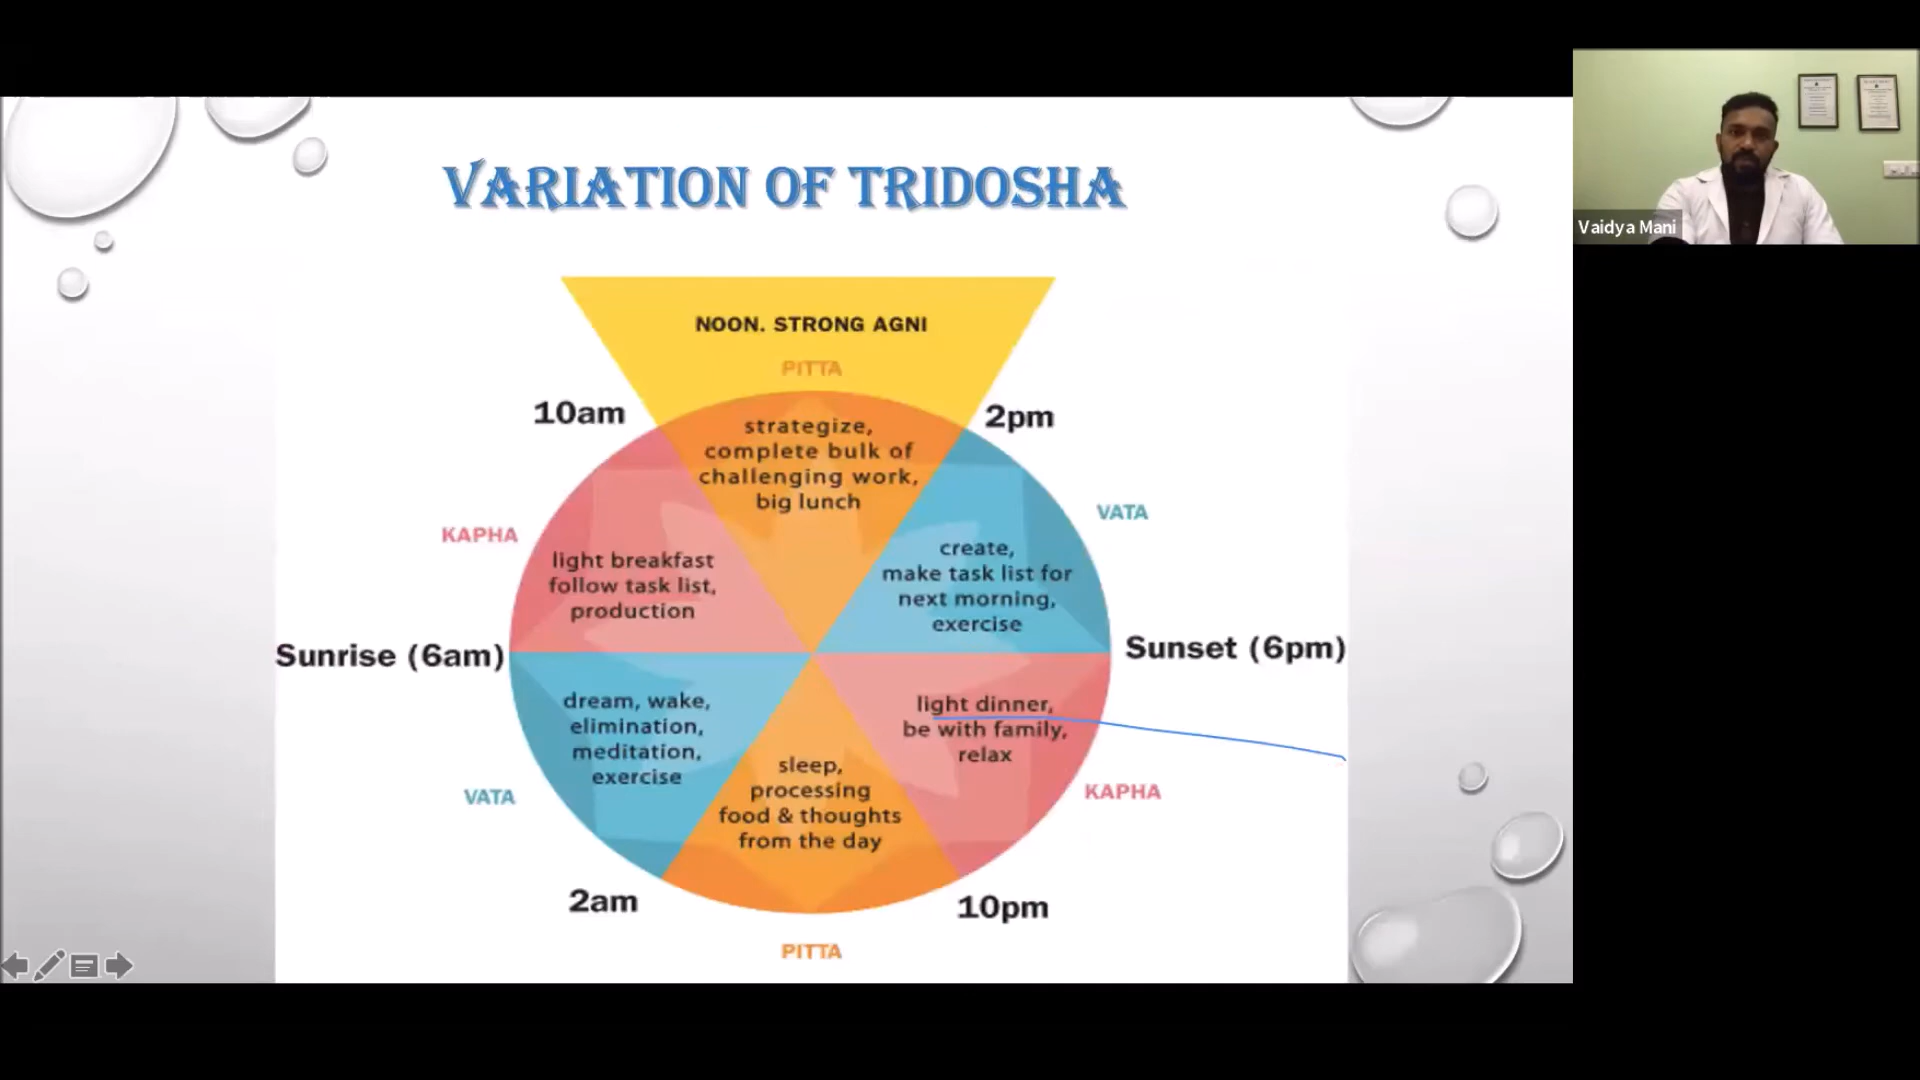 VARIATION OF TRIDOSHA
Vaidya Mani
NOON. STRONG AGNI
PITTA
10am
2pm
strategize,
complete bulk of
challenging work,
big lunch
KAPHA
VATA
light breakfast
follow task list,
production
create,
make task list for
next morning,
exercise
Sunrise (6am)
Sunset (6pm)
dream, wake,
elimination,
meditation,
exercise
light dinner,
be with family,
relax
VATA
sleep,
processing
food & thoughts
from the day
KAPHA
2am
10pm
PITTA